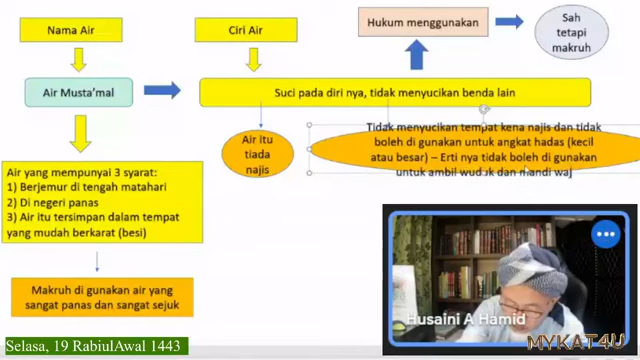 Nama Air
Ciri Air
Hukum menggunakan
Sah
tetapi
makruh
Air Musta'mal
Suci pada diri nya, tidak menyucikan benda lain
Air itu
tiada
najis
Tidak menyucikan tempat kena najis dan tidak
boleh di gunakan untuk angkat hadas (kecil
atau besar) – Erti nya tidak boleh di gunakan
untuk ambil wuduk dan mandi waj
Air yang mempunyai 3 syarat:
1) Berjemur di tengah matahari
2) Di negeri panas
3) Air itu tersimpan dalam tempat
yang mudah berkarat (besi)
Makruh di gunakan air yang
sangat panas dan sangat sejuk
Husaini A Hamid
MYKAT4U
Selasa, 19 RabiulAwal 1443